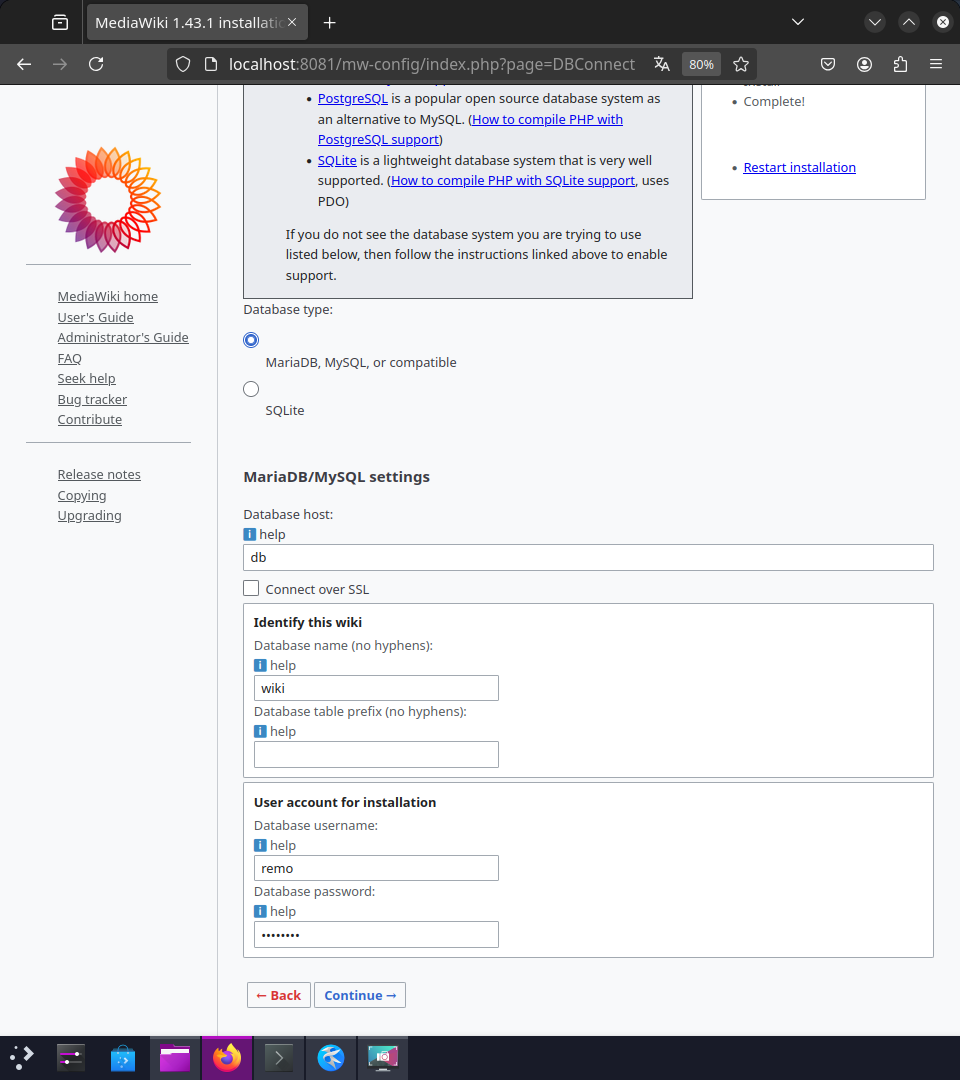 MediaWiki 1.43.1 installatio
localhost:8081/mw-config/index.php?page=DBConnect
80%
MediaWiki home
User's Guide
Administrator's Guide
FAQ
Seek help
Bug tracker
Contribute
Release notes
Copying
Upgrading
• PostgreSQL is a popular open source database system as
an alternative to MySQL. (How to compile PHP with
PostgreSQL support)
• SQLite is a lightweight database system that is very well
supported. (How to compile PHP with SQLite support, uses
PDO)
If you do not see the database system you are trying to use
listed below, then follow the instructions linked above to enable
support.
• Complete!
• Restart installation
Database type:
MariaDB, MySQL, or compatible
SQLite
MariaDB/MySQL settings
Database host:
i help
db
Connect over SSL
Identify this wiki
Database name (no hyphens):
i help
wiki
Database table prefix (no hyphens):
i help
User account for installation
Database username:
i help
remo
Database password:
i help
••••••••
← Back
Continue →